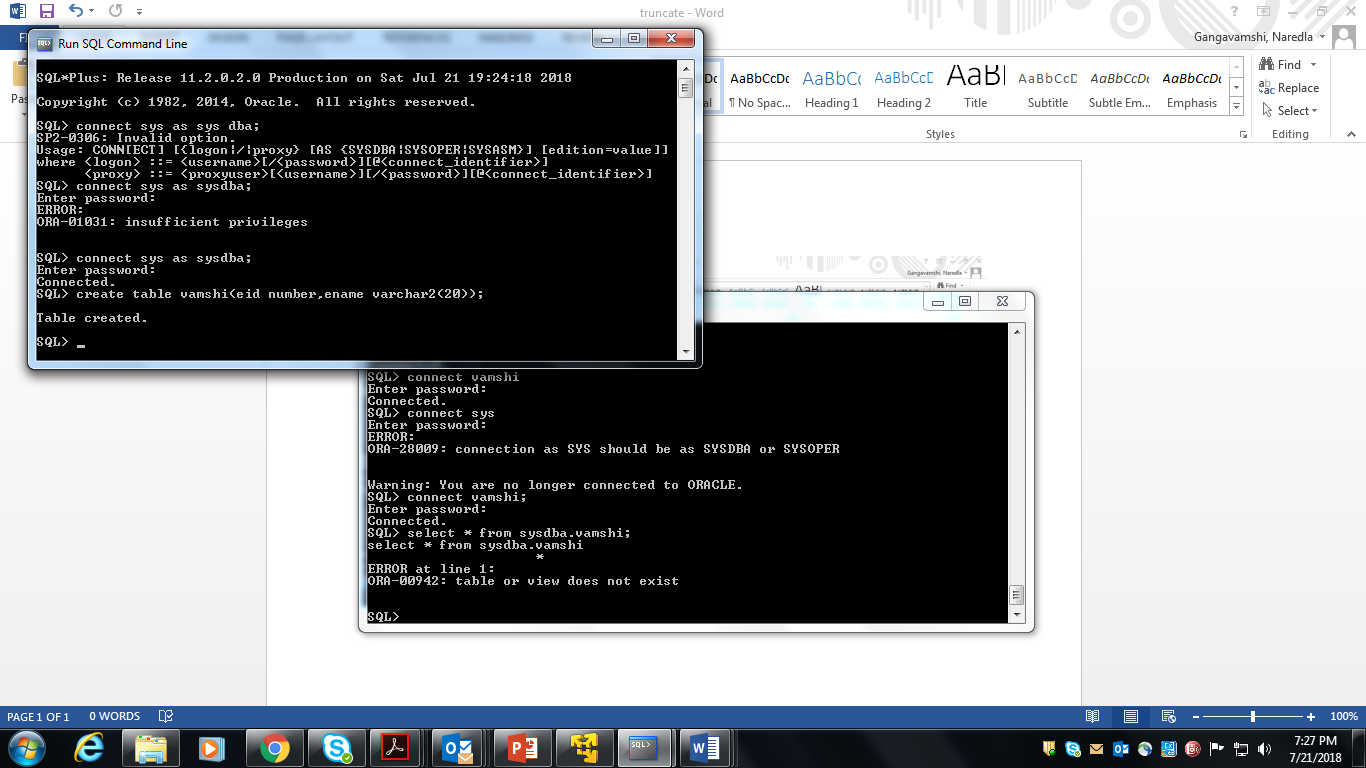 truncate - Word
Gangavamshi, Naredla
Run SQL Command Line
SQL*Plus: Release 11.2.0.2.0 Production on Sat Jul 21 19:24:18 2018
Copyright (c) 1982, 2014, Oracle.  All rights reserved.
SQL> connect sys as sys dba;
SP2-0306: Invalid option.
Usage: CONN[ECT] [{logon|/|proxy} [AS {SYSDBA|SYSOPER|SYSASM}] [edition=value]]
where <logon> ::= <username>[/<password>][@<connect_identifier>]
      <proxy> ::= <proxyuser>[<username>][/<password>][@<connect_identifier>]
SQL> connect sys as sysdba;
Enter password:
ERROR:
ORA-01031: insufficient privileges
SQL> connect sys as sysdba;
Enter password:
Connected.
SQL> create table vamshi(eid number,ename varchar2(20));
Table created.
SQL> _
AaBbCcDc AaBbCc AaBbCcD AaBl AaBbCcD AaBbCcDc AaBbCcDc
¶ No Spac... Heading 1 Heading 2 Title Subtitle Subtle Em... Emphasis
Styles
Find
Replace
Select
Editing
Gangavamshi, Naredla
Find
SQL> connect vamshi
Enter password:
Connected.
SQL> connect sys
Enter password:
ERROR:
ORA-28009: connection as SYS should be as SYSDBA or SYSOPER
Warning: You are no longer connected to ORACLE.
SQL> connect vamshi;
Enter password:
Connected.
SQL> select * from sysdba.vamshi;
select * from sysdba.vamshi
                     *
ERROR at line 1:
ORA-00942: table or view does not exist
SQL>
PAGE 1 OF 1 0 WORDS 100%
7:27 PM
7/21/2018